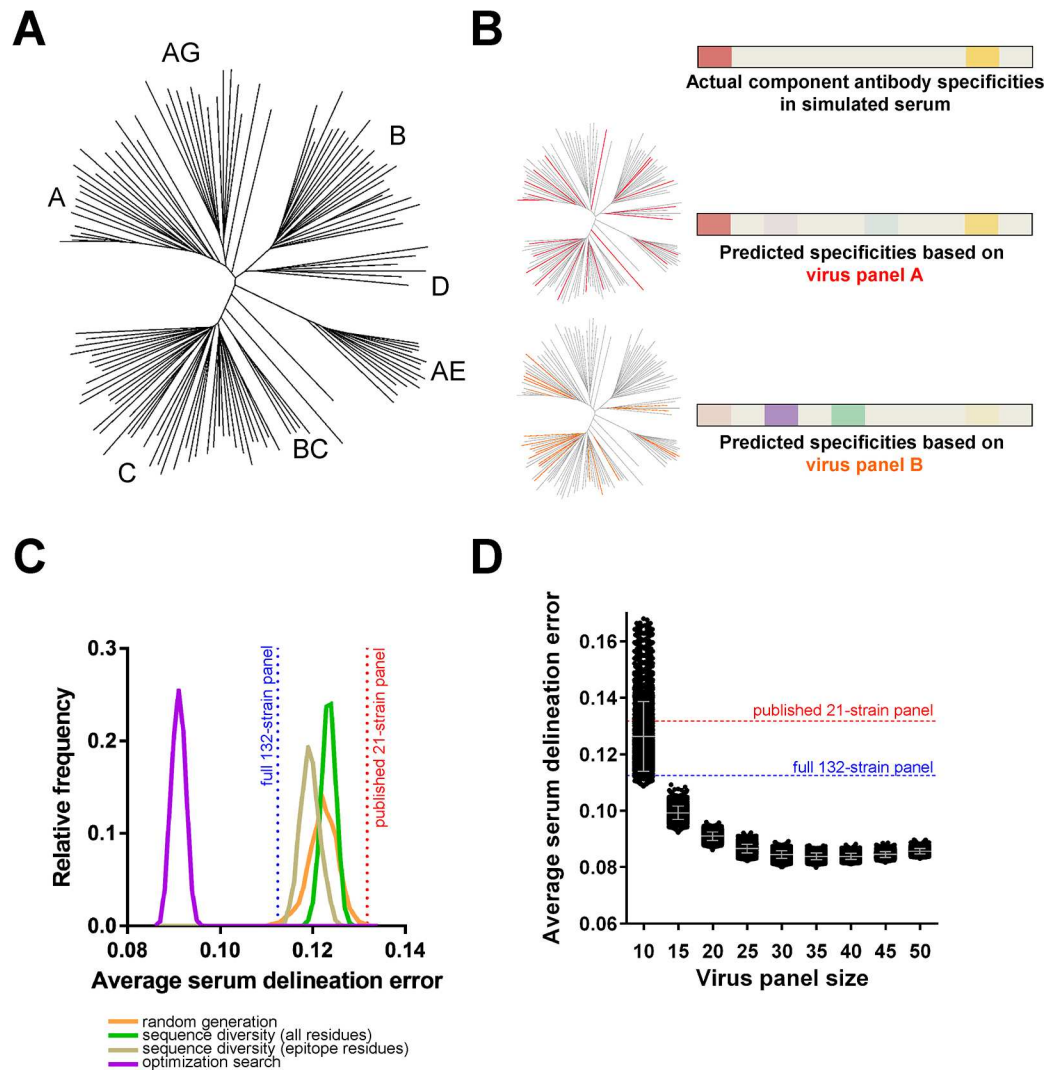 A
AG
B
A
D
AE
BC
C
B
Actual component antibody specificities
in simulated serum
Predicted specificities based on
virus panel A
Predicted specificities based on
virus panel B
C
Relative frequency
0.3
0.2
0.1
0.0
0.08
0.10
0.12
0.14
full 132-strain panel
published 21-strain panel
Average serum delineation error
random generation
sequence diversity (all residues)
sequence diversity (epitope residues)
optimization search
D
Average serum delineation error
0.16
0.14
0.12
0.10
0.08
0.06
published 21-strain panel
full 132-strain panel
10 15 20 25 30 35 40 45 50
Virus panel size